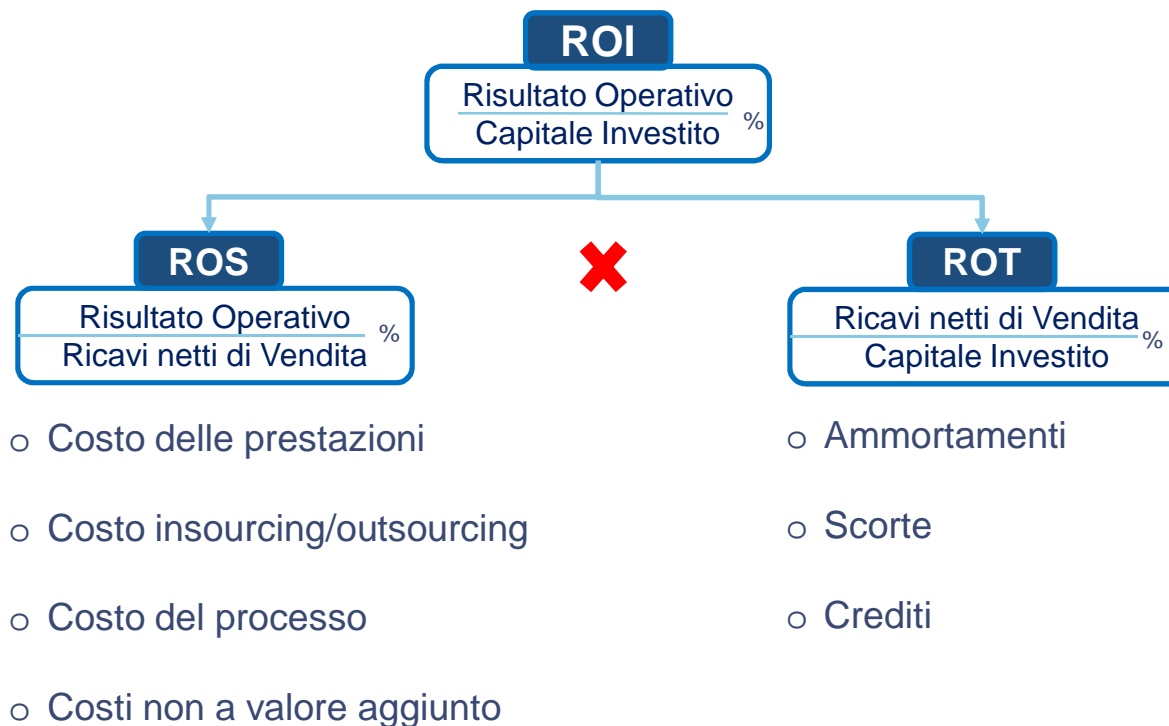 ROI
Risultato Operativo
Capitale Investito
%
ROS
Risultato Operativo
Ricavi netti di Vendita
%
ROT
Ricavi netti di Vendita
Capitale Investito
%
o Costo delle prestazioni
o Costo insourcing/outsourcing
o Costo del processo
o Costi non a valore aggiunto
o Ammortamenti
o Scorte
o Crediti